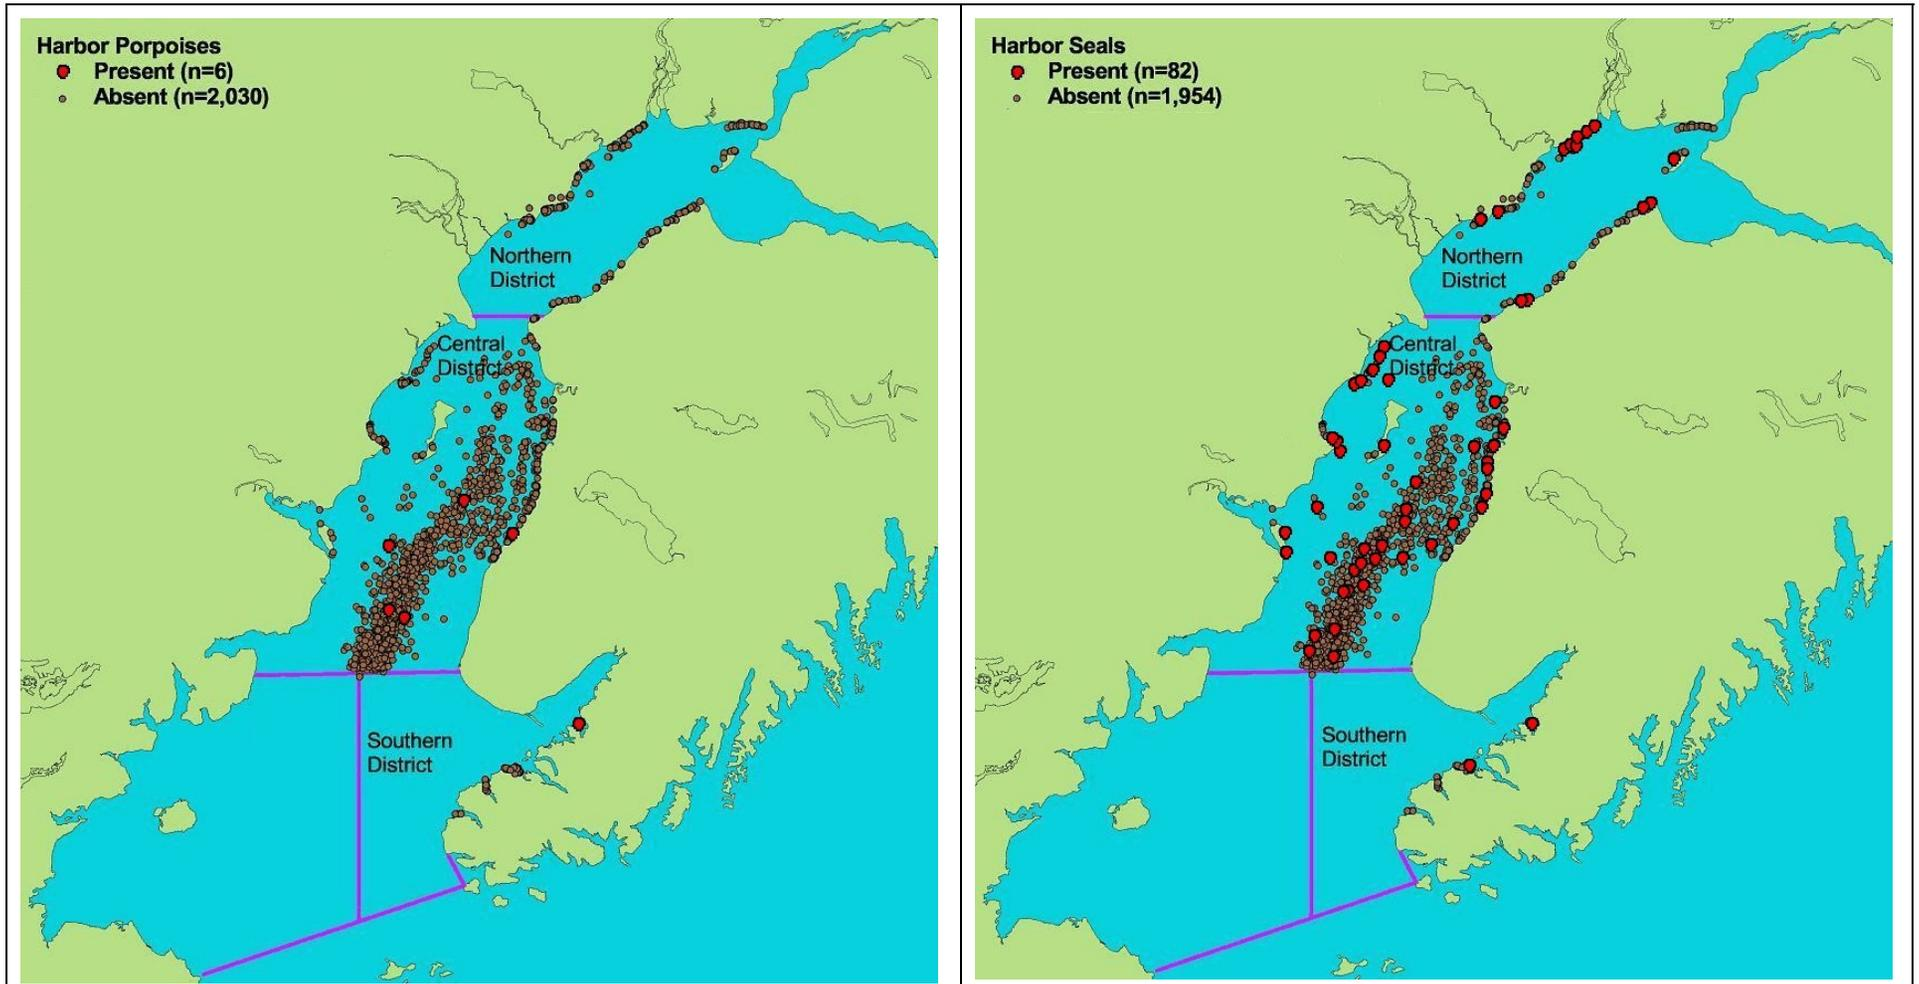 Harbor Porpoises
Present (n=6)
Absent (n=2,030)
Northern
District
Central
District
Southern
District
Harbor Seals
Present (n=82)
Absent (n=1,954)
Northern
District
Central
District
Southern
District